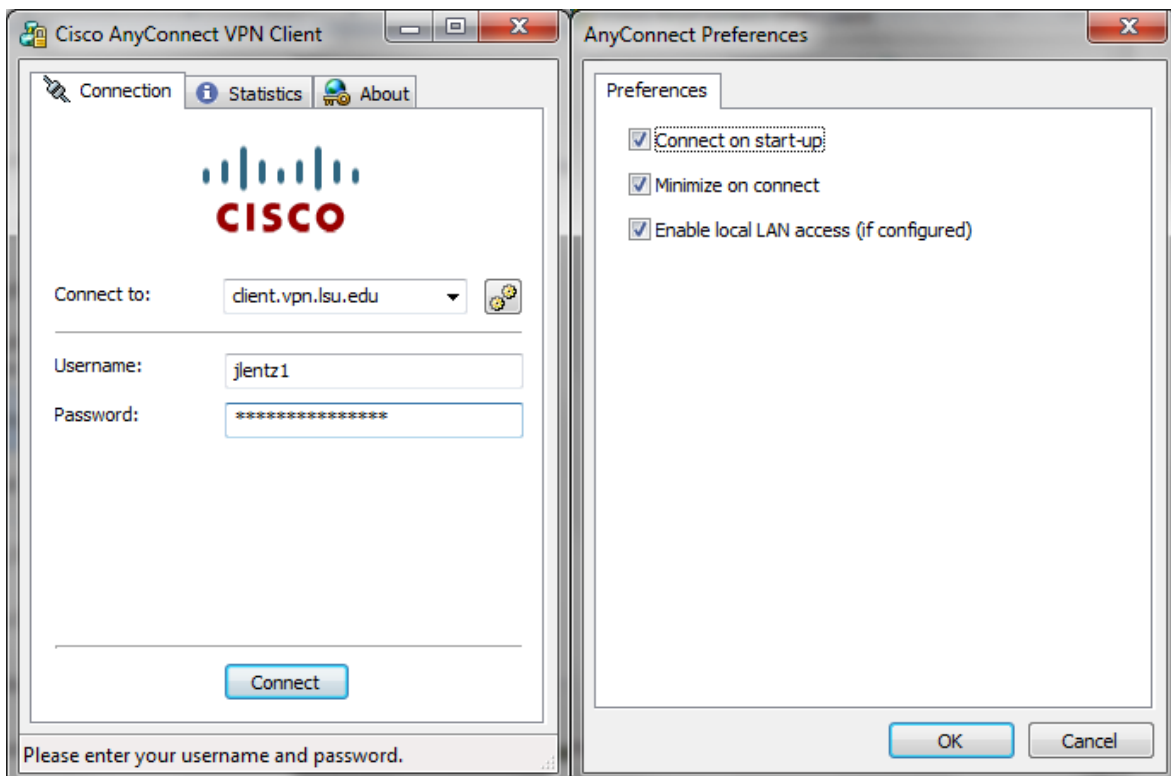 Cisco AnyConnect VPN Client
Connection
Statistics
About
CISCO
Connect to:
client.vpn.lsu.edu
Username:
jlentz1
Password:
***************
Connect
Please enter your username and password.
AnyConnect Preferences
Preferences
Connect on start-up
Minimize on connect
Enable local LAN access (if configured)
OK
Cancel